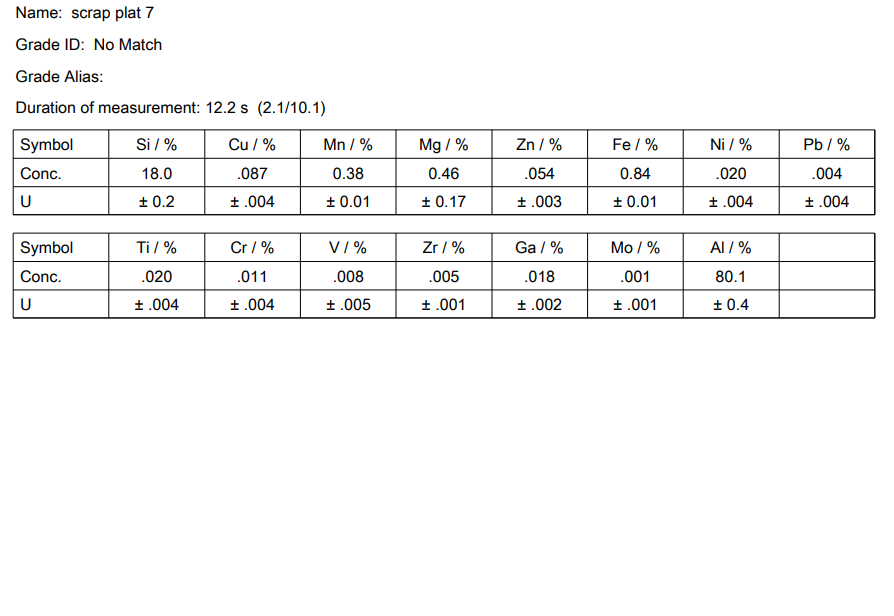 Name: scrap plat 7
Grade ID: No Match
Grade Alias:
Duration of measurement: 12.2 s (2.1/10.1)
Symbol Si / % Cu / % Mn / % Mg / % Zn / % Fe / % Ni / % Pb / %
Conc. 18.0 .087 0.38 0.46 .054 0.84 .020 .004
U ± 0.2 ± .004 ± 0.01 ± 0.17 ± .003 ± 0.01 ± .004 ± .004
Symbol Ti / % Cr / % V / % Zr / % Ga / % Mo / % Al / %
Conc. .020 .011 .008 .005 .018 .001 80.1
U ± .004 ± .004 ± .005 ± .001 ± .002 ± .001 ± 0.4